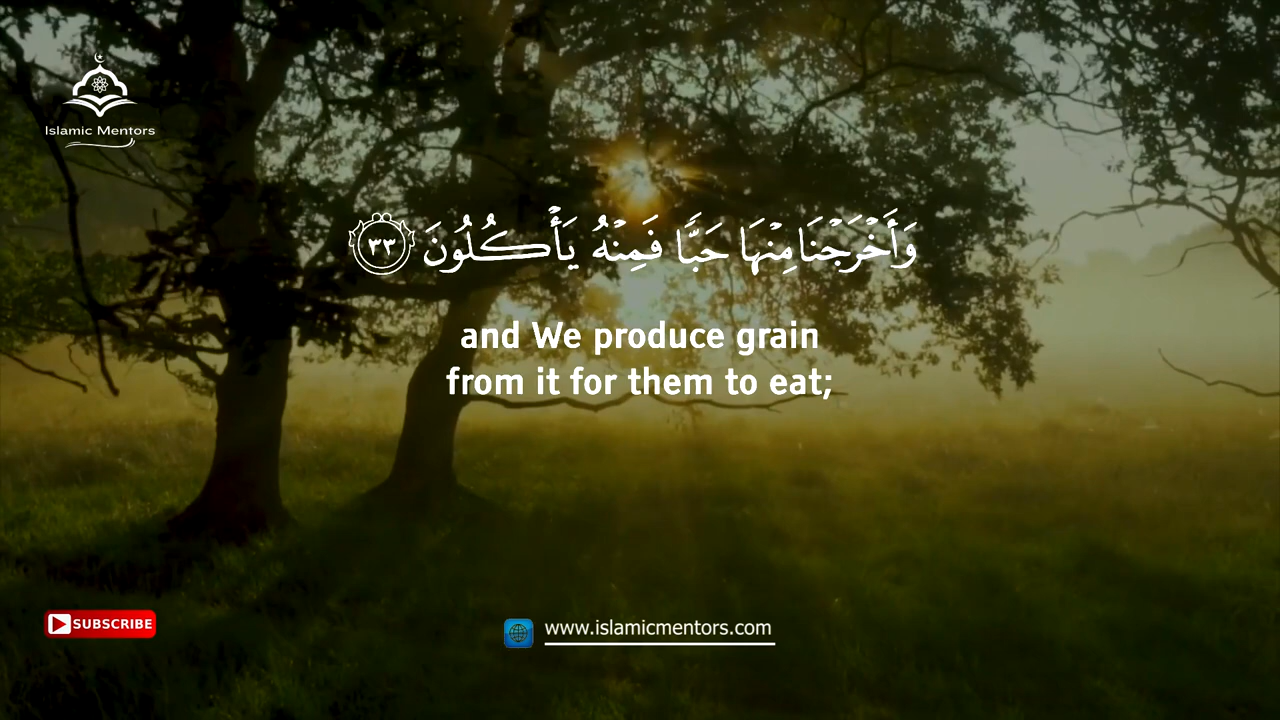 Islamic Mentors
وَأَخْرَجْنَا مِنْهَا حَبًّا فَمِنْهُ يَأْكُلُونَ ٣٣
and We produce grain
from it for them to eat;
SUBSCRIBE
www.islamicmentors.com